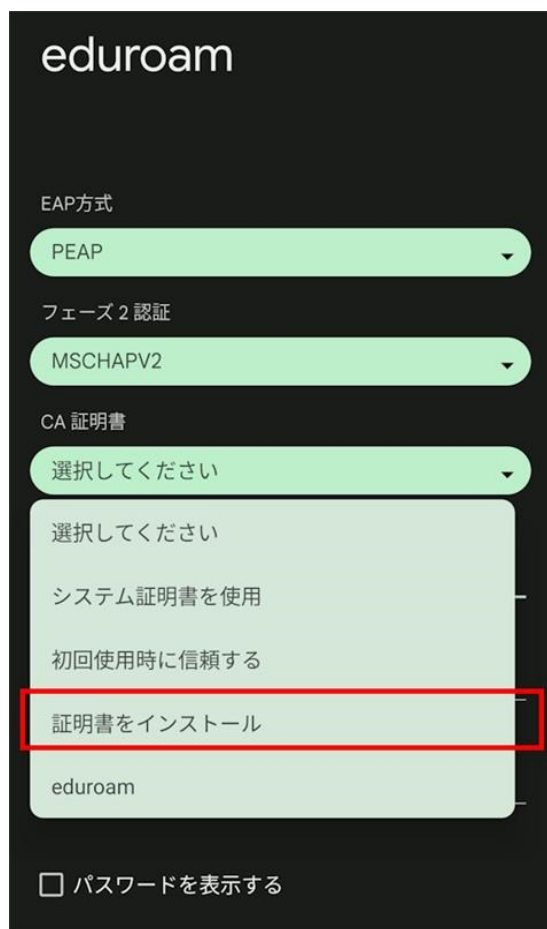 eduroam
EAP方式
PEAP
フェーズ 2 認証
MSCHAPV2
CA 証明書
選択してください
選択してください
システム証明書を使用
初回使用時に信頼する
証明書をインストール
eduroam
パスワードを表示する